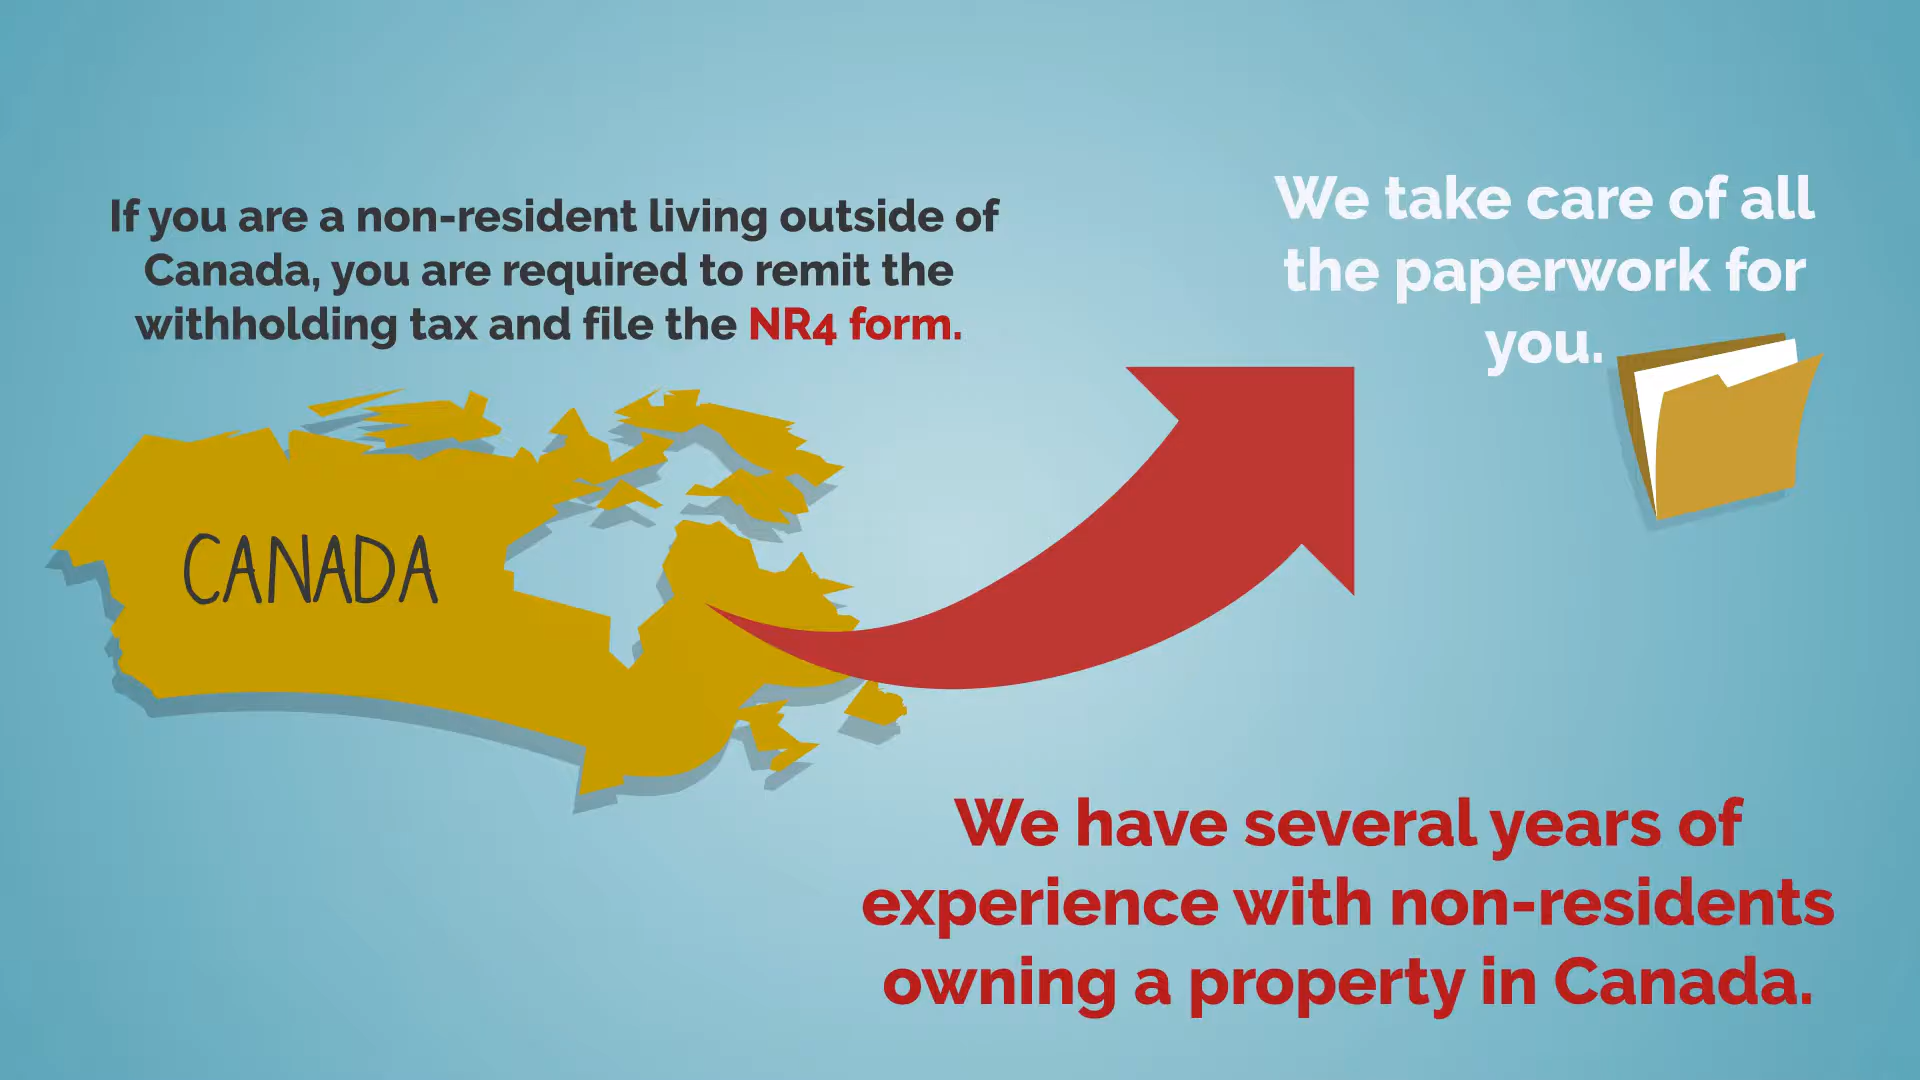 If you are a non-resident living outside of
Canada, you are required to remit the
withholding tax and file the NR4 form.
We take care of all
the paperwork for
you.
CANADA
We have several years of
experience with non-residents
owning a property in Canada.